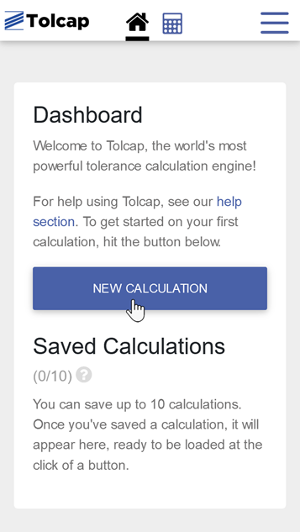 Tolcap
Dashboard
Welcome to Tolcap, the world's most
powerful tolerance calculation engine!
For help using Tolcap, see our help
section. To get started on your first
calculation, hit the button below.
NEW CALCULATION
Saved Calculations
(0/10) ?
You can save up to 10 calculations.
Once you've saved a calculation, it will
appear here, ready to be loaded at the
click of a button.